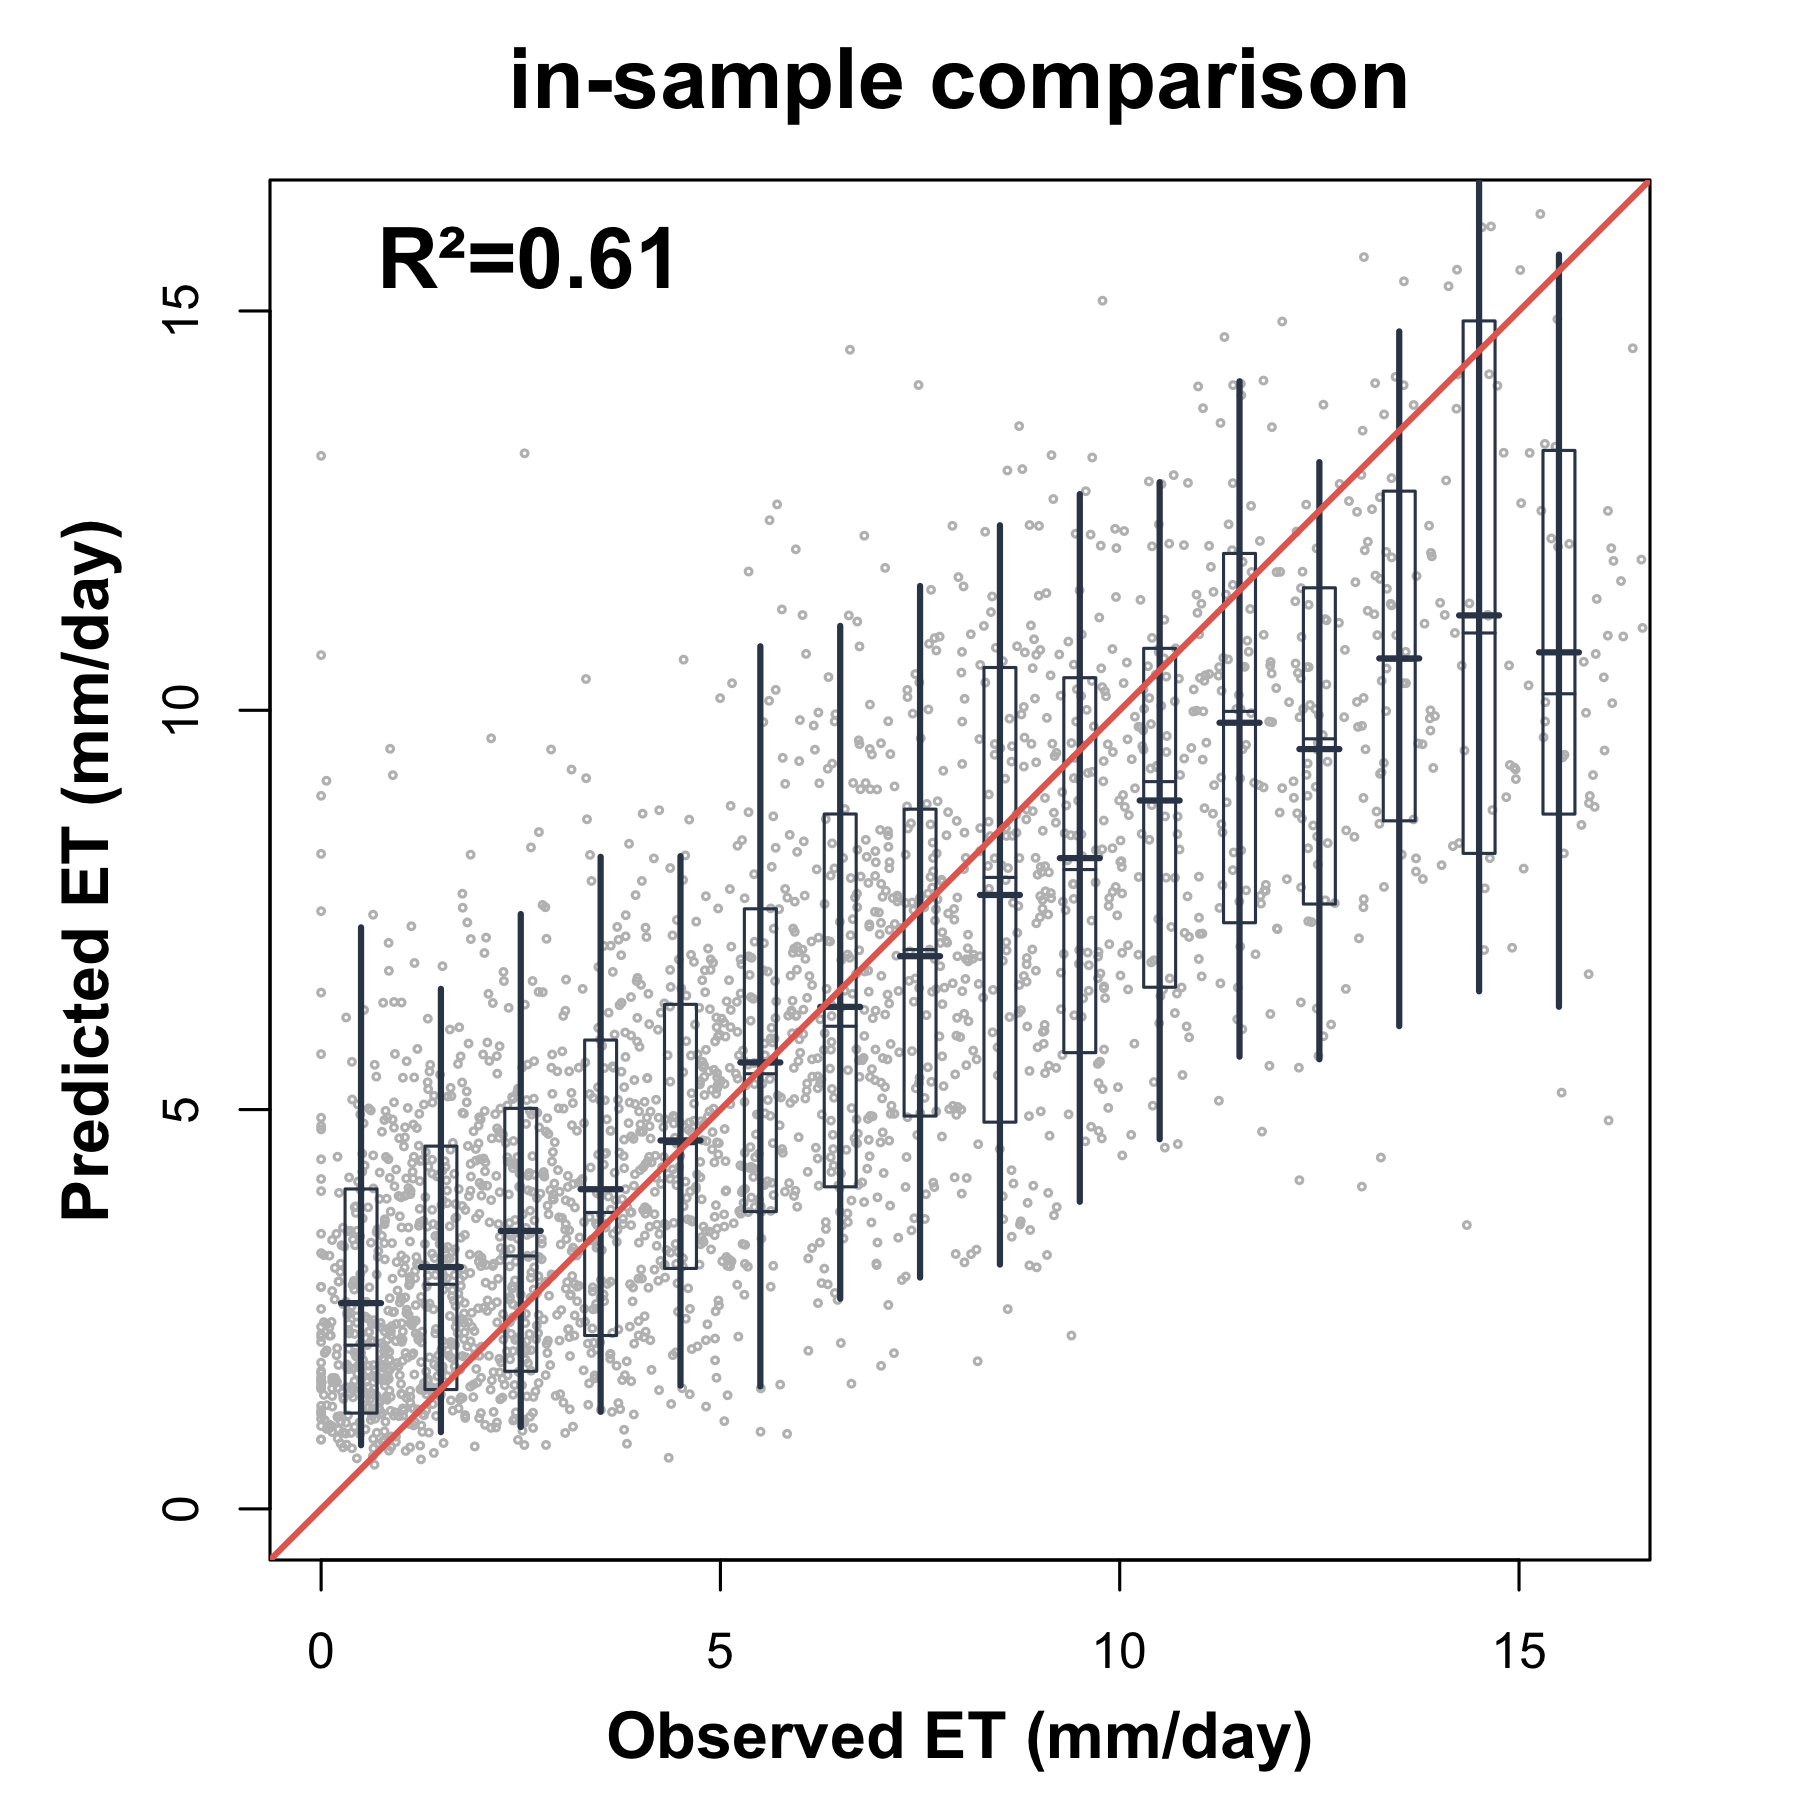 in-sample comparison
R²=0.61
Predicted ET (mm/day)
15
10
5
0
0 5 10 15
Observed ET (mm/day)